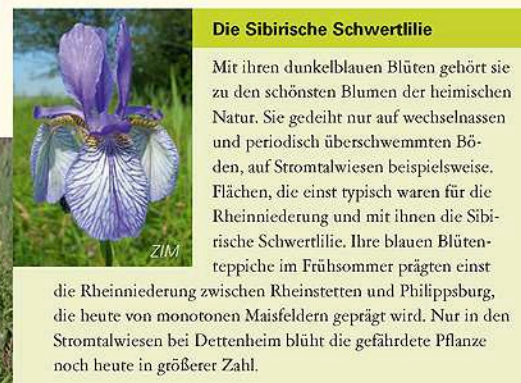 Die Sibirische Schwertlilie
Mit ihren dunkelblauen Blüten gehört sie
zu den schönsten Blumen der heimischen
Natur. Sie gedeiht nur auf wechselnassen
und periodisch überschwemmten Bö-
den, auf Stromtalwiesen beispielsweise.
Flächen, die einst typisch waren für die
Rheinniederung und mit ihnen die Sibi-
rische Schwertlilie. Ihre blauen Blüten-
teppiche im Frühsommer prägten einst
die Rheinniederung zwischen Rheinstetten und Philippsburg,
die heute von monotonen Maisfeldern geprägt wird. Nur in den
Stromtalwiesen bei Dettenheim blüht die gefährdete Pflanze
noch heute in größerer Zahl.
ZIM